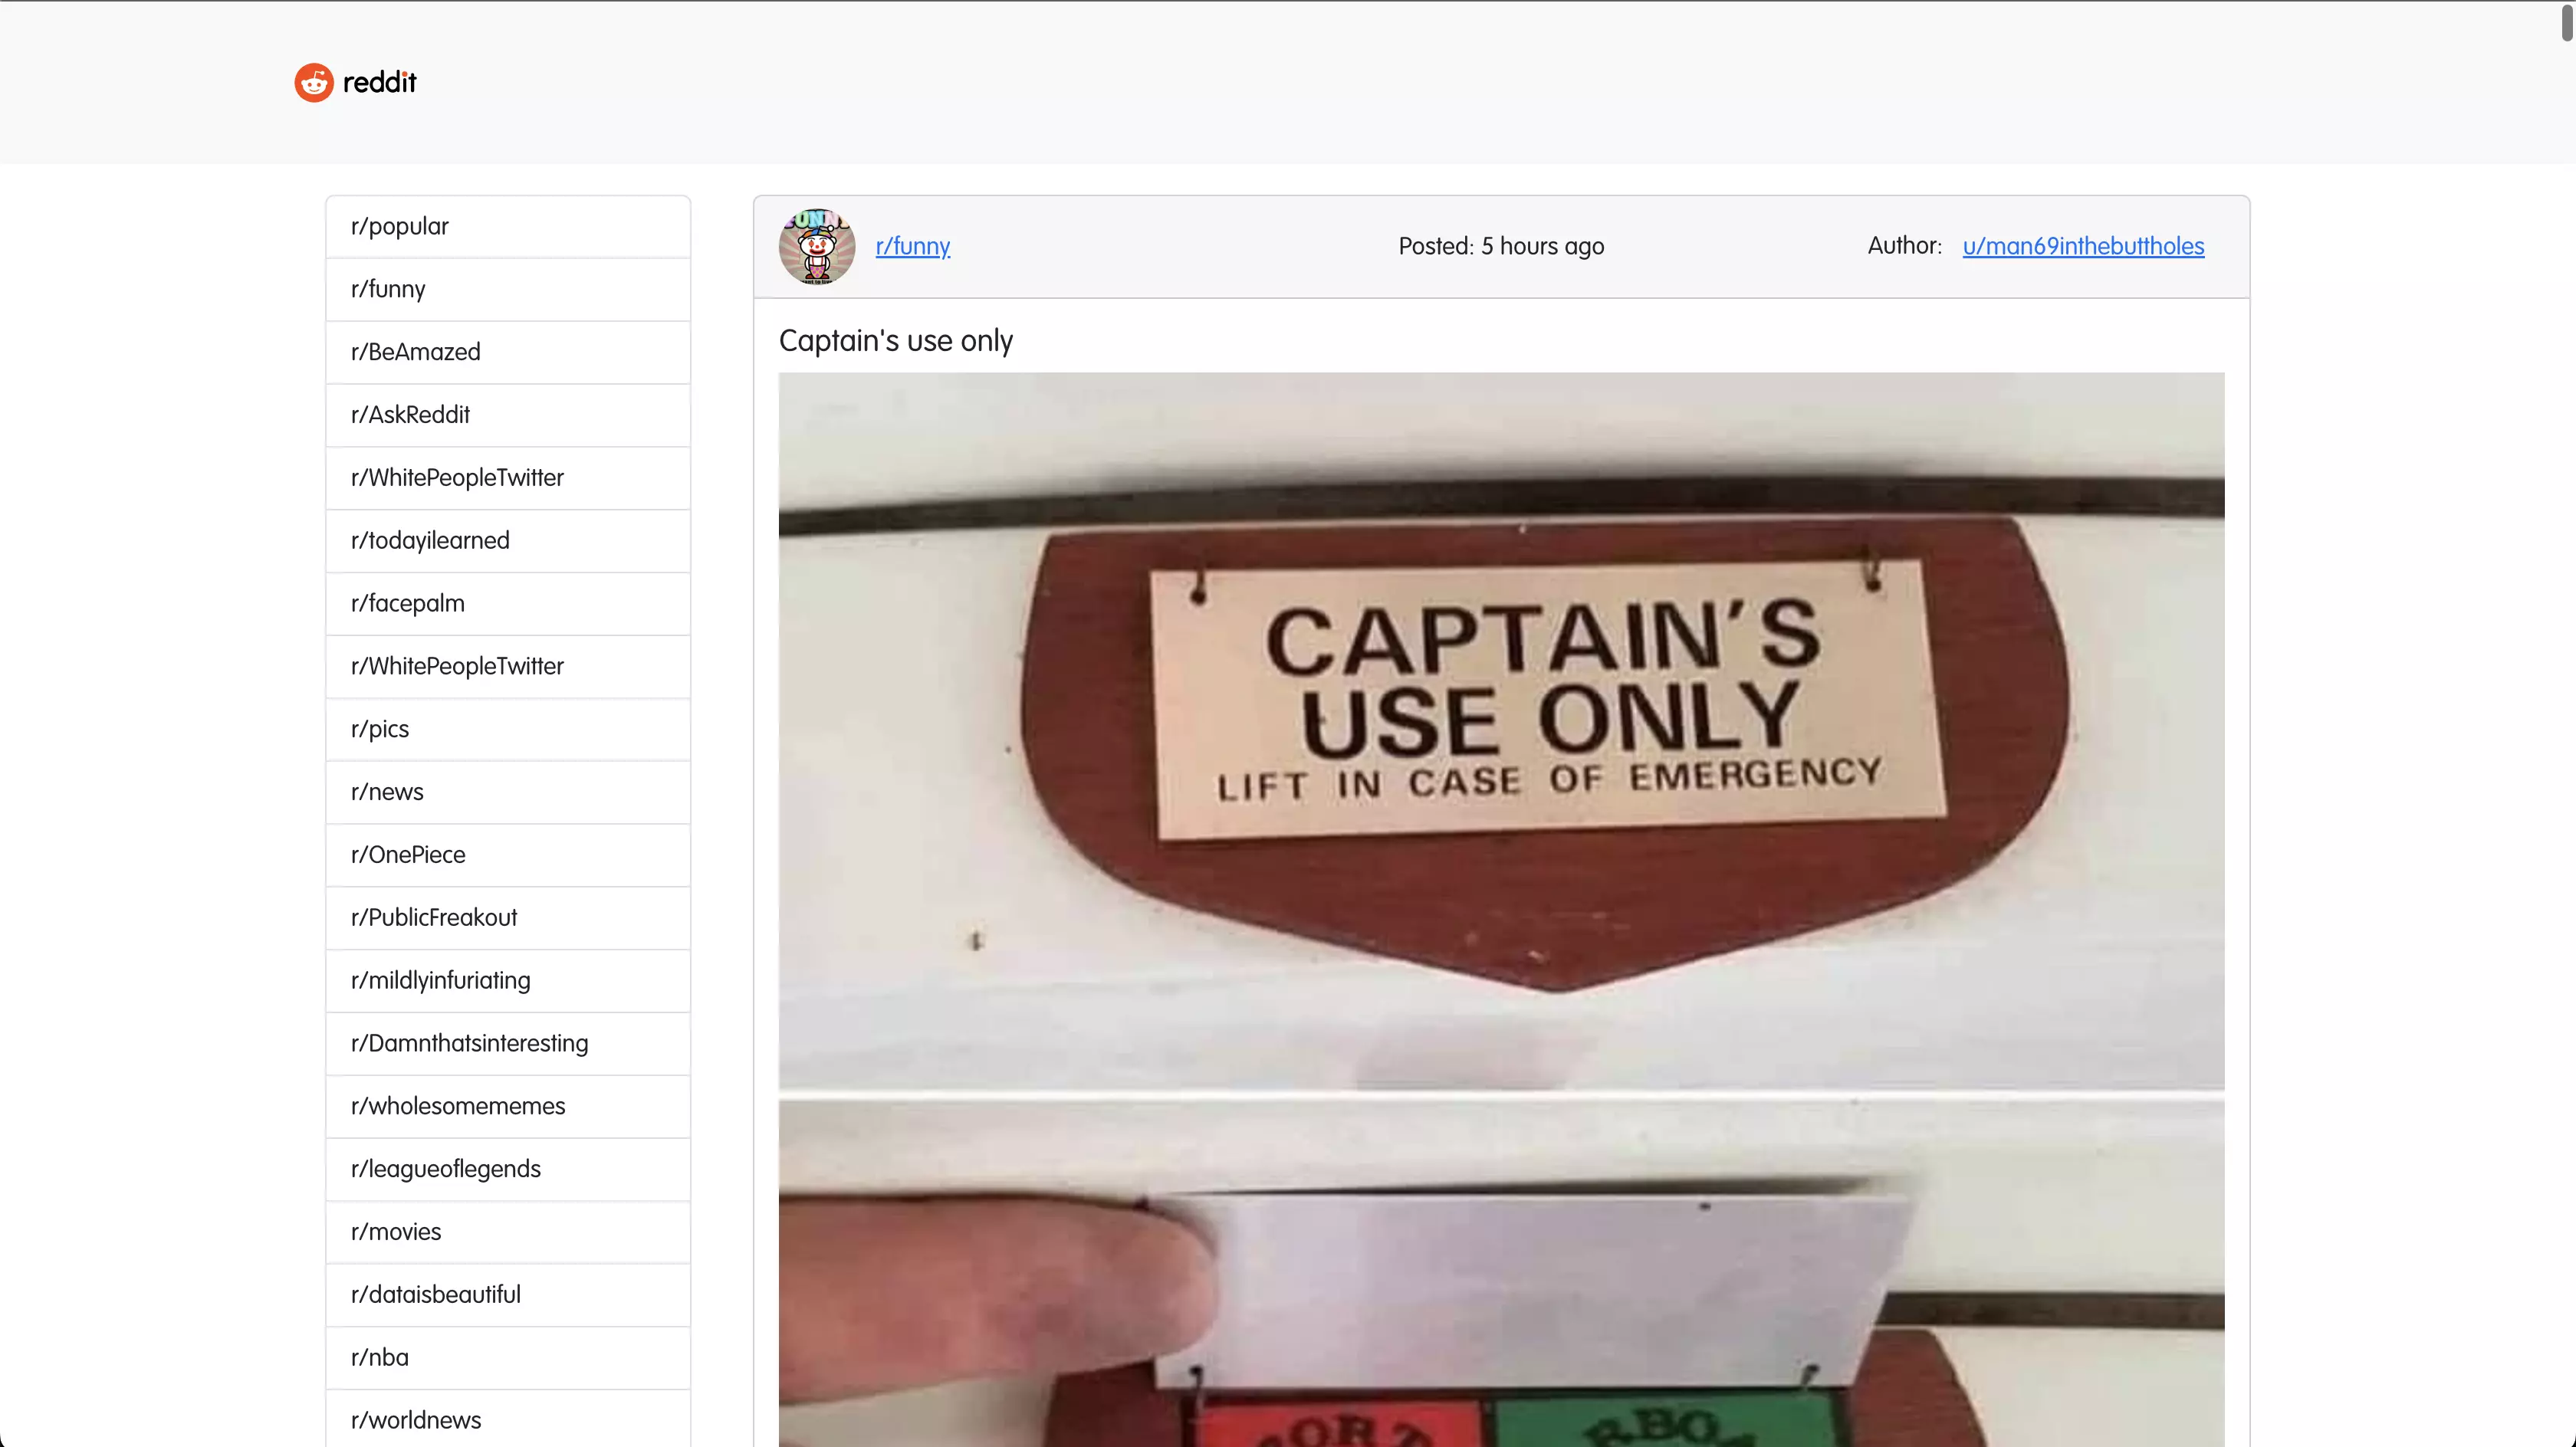 reddit
r/popular
r/funny
r/BeAmazed
r/AskReddit
r/WhitePeopleTwitter
r/todayilearned
r/facepalm
r/WhitePeopleTwitter
r/pics
r/news
r/OnePiece
r/PublicFreakout
r/mildlyinfuriating
r/Damnthatsinteresting
r/wholesomememes
r/leagueoflegends
r/movies
r/dataisbeautiful
r/nba
r/worldnews
r/funny
Posted: 5 hours ago
Author: u/man69inthebuttholes
Captain's use only
CAPTAIN'S
USE ONLY
LIFT IN CASE OF EMERGENCY